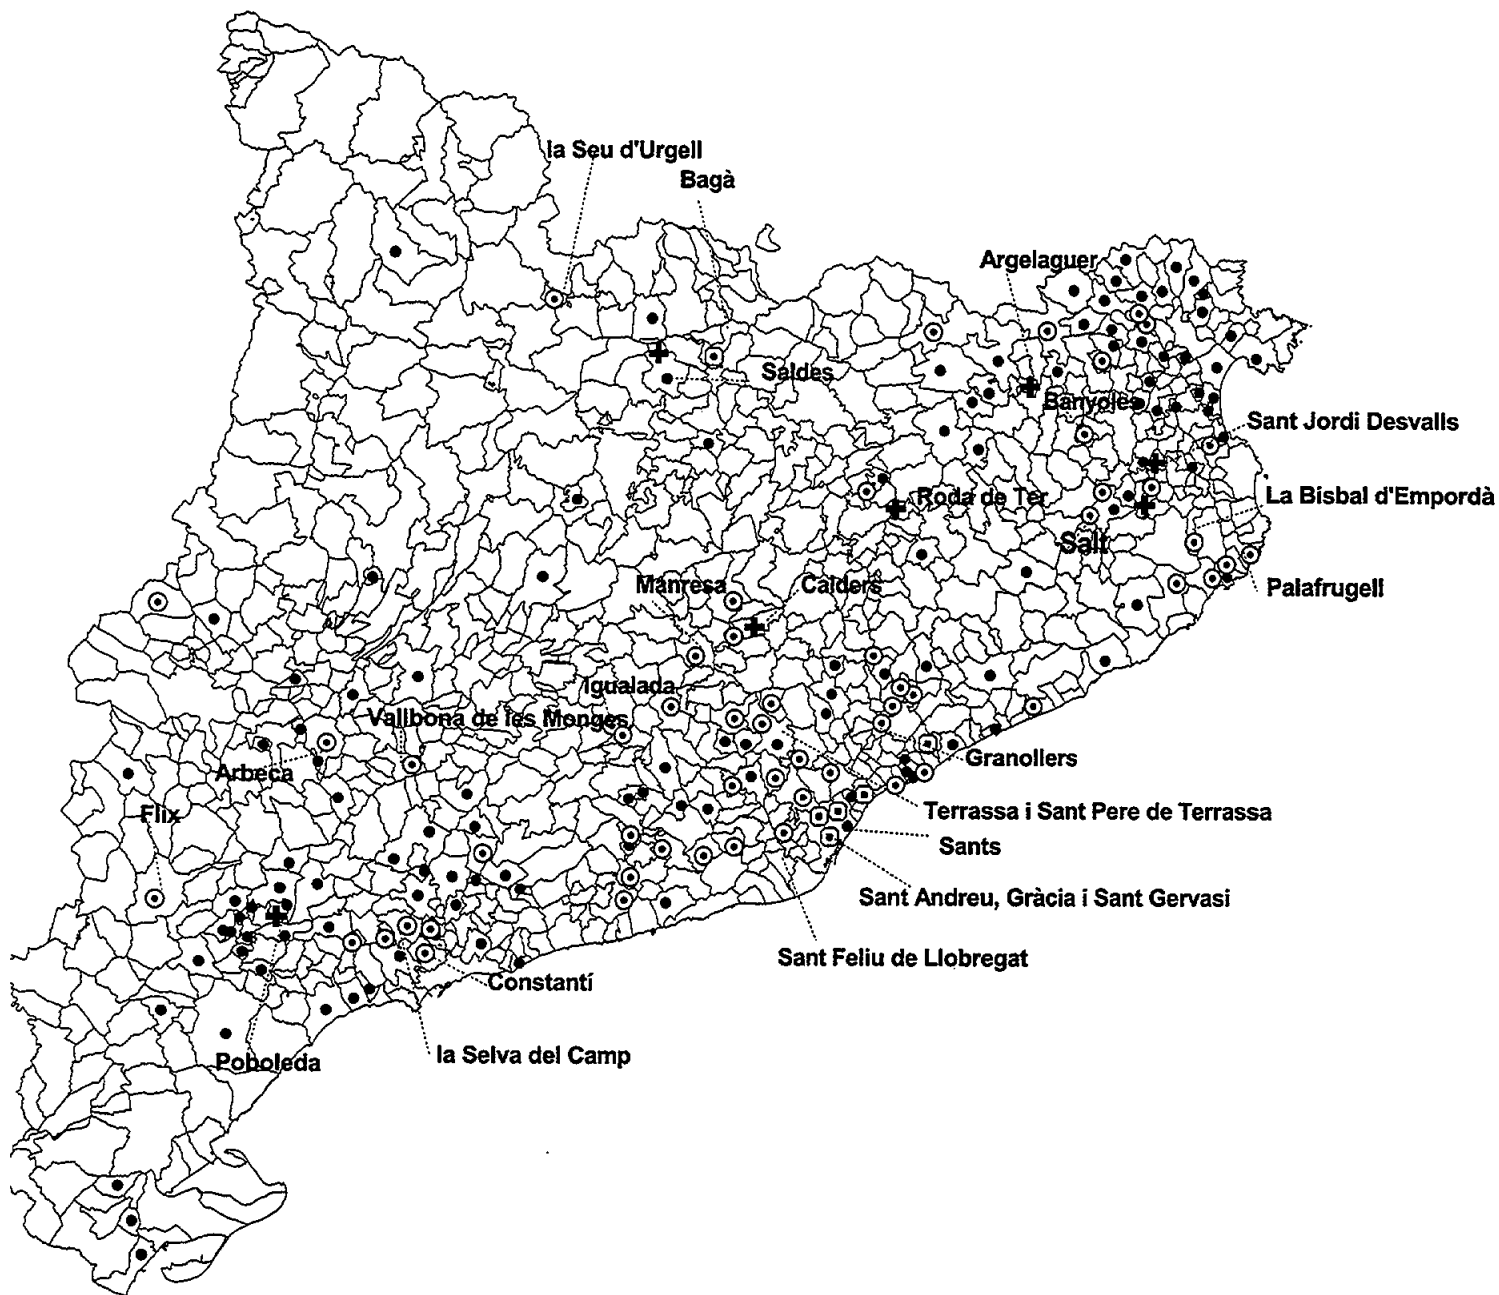 la Seu d'Urgell
Bagà
Argelaguer
Saldes
Banyoles
Sant Jordi Desvalls
Roda de Ter
La Bisbal d'Empordà
Salt
Manresa
Calders
Palafrugell
Igualada
Vallbona de les Monges
Granollers
Arbeca
Flix
Terrassa i Sant Pere de Terrassa
Sants
Sant Andreu, Gràcia i Sant Gervasi
Sant Feliu de Llobregat
Constantí
la Selva del Camp
Poboleda